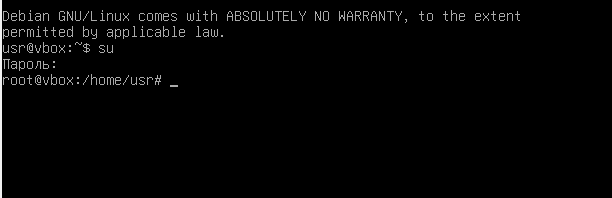 Debian GNU/Linux comes with ABSOLUTELY NO WARRANTY, to the extent
permitted by applicable law.
usr@vbox:~$ su
Пароль:
root@vbox:/home/usr# _